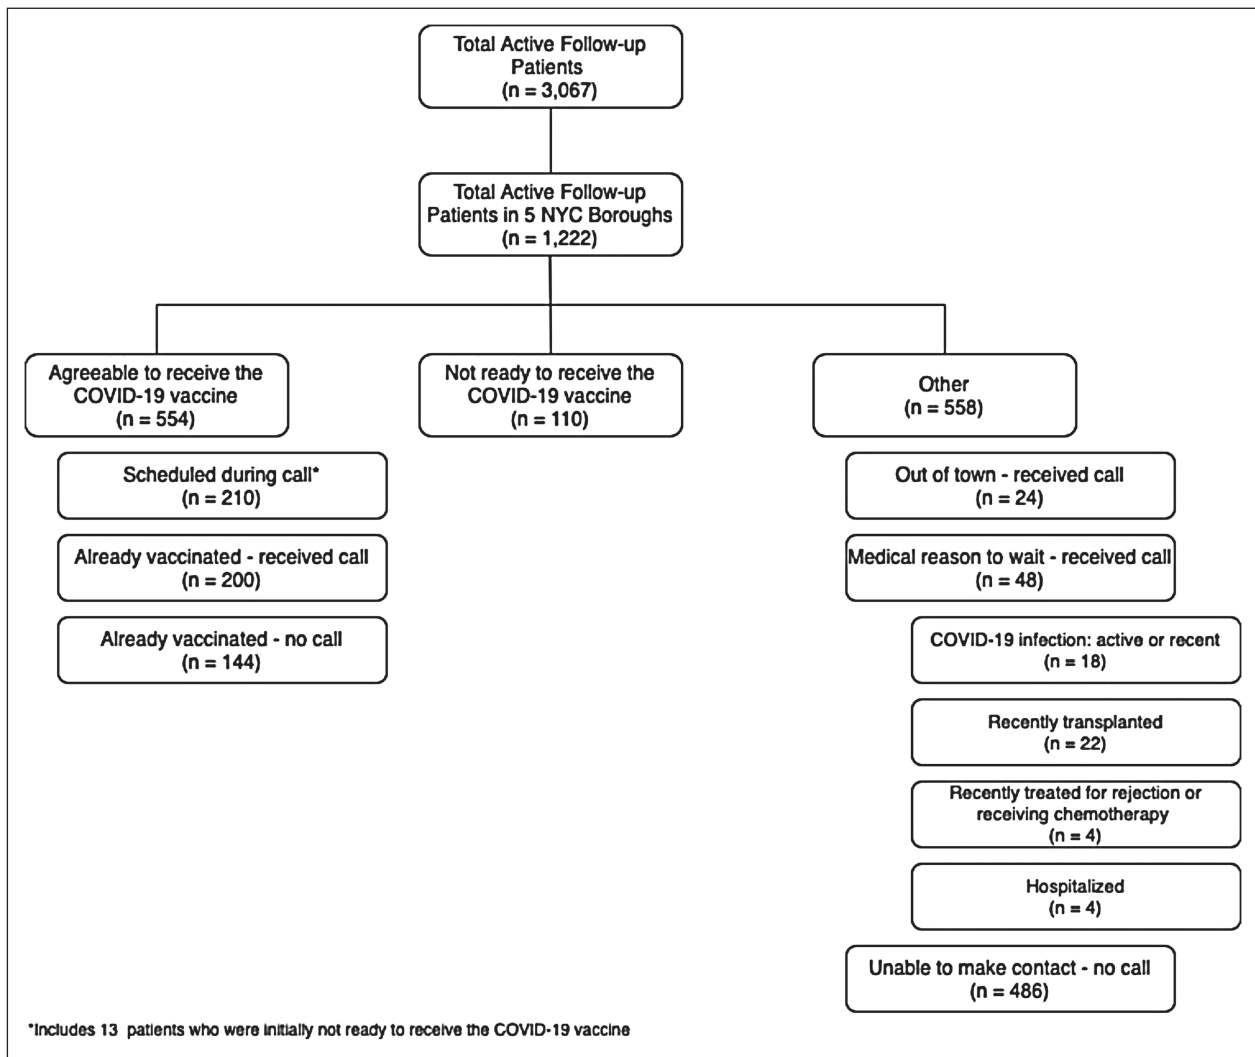 Total Active Follow-up
Patients
(n = 3,067)
Total Active Follow-up
Patients in 5 NYC Boroughs
(n = 1,222)
Agreeable to receive the
COVID-19 vaccine
(n = 554)
Scheduled during call*
(n = 210)
Already vaccinated - received call
(n = 200)
Already vaccinated - no call
(n = 144)
Not ready to receive the
COVID-19 vaccine
(n = 110)
Other
(n = 558)
Out of town - received call
(n = 24)
Medical reason to wait - received call
(n = 48)
COVID-19 infection: active or recent
(n = 18)
Recently transplanted
(n = 22)
Recently treated for rejection or
receiving chemotherapy
(n = 4)
Hospitalized
(n = 4)
Unable to make contact - no call
(n = 486)
*Includes 13 patients who were initially not ready to receive the COVID-19 vaccine